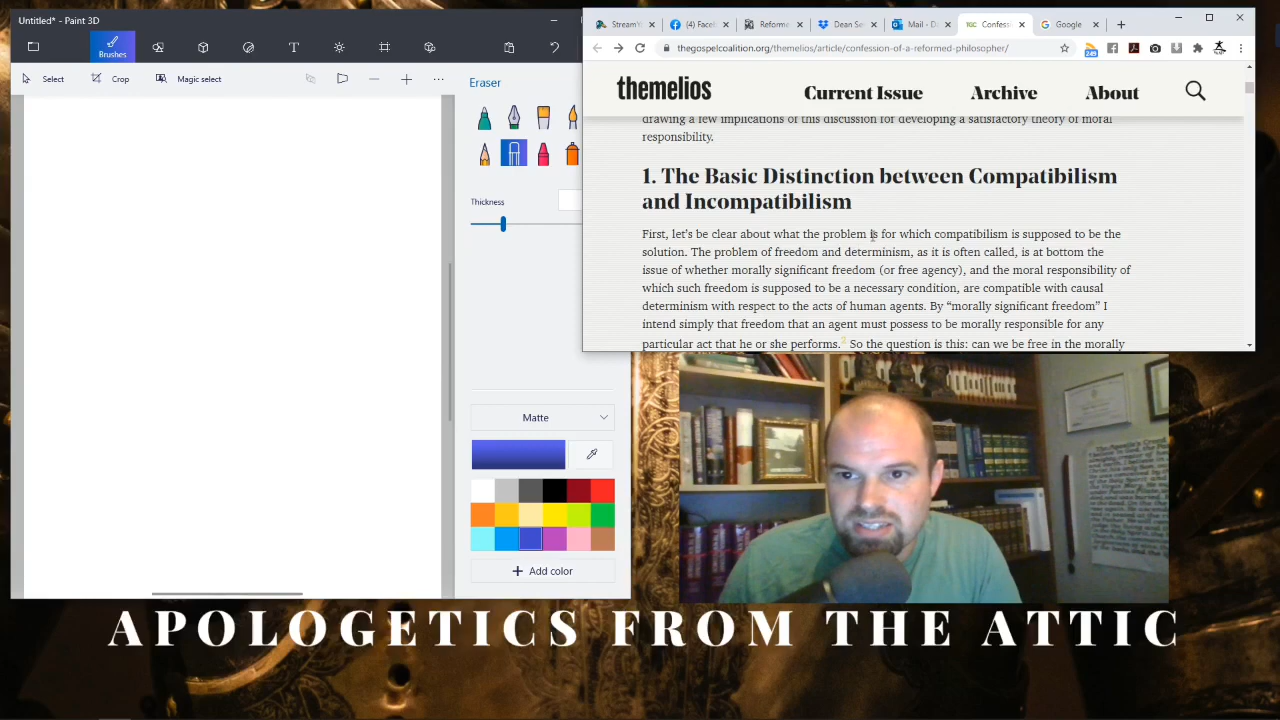 Untitled* - Paint 3D
Brushes
Select
Crop
Magic select
Eraser
Thickness
Matte
Add color
StreamY
(4) Face
Reforme
Dean Se
Mail - D
Confess
Google
thegospelcoalition.org/themelios/article/confession-of-a-reformed-philosopher/
249
themelios
Current Issue
Archive
About
drawing a few implications of this discussion for developing a satisfactory theory of moral
responsibility.
1. The Basic Distinction between Compatibilism
and Incompatibilism
First, let's be clear about what the problem is for which compatibilism is supposed to be the
solution. The problem of freedom and determinism, as it is often called, is at bottom the
issue of whether morally significant freedom (or free agency), and the moral responsibility of
which such freedom is supposed to be a necessary condition, are compatible with causal
determinism with respect to the acts of human agents. By “morally significant freedom” I
intend simply that freedom that an agent must possess to be morally responsible for any
particular act that he or she performs.2 So the question is this: can we be free in the morally
APOLOGETICS FROM THE ATTIC